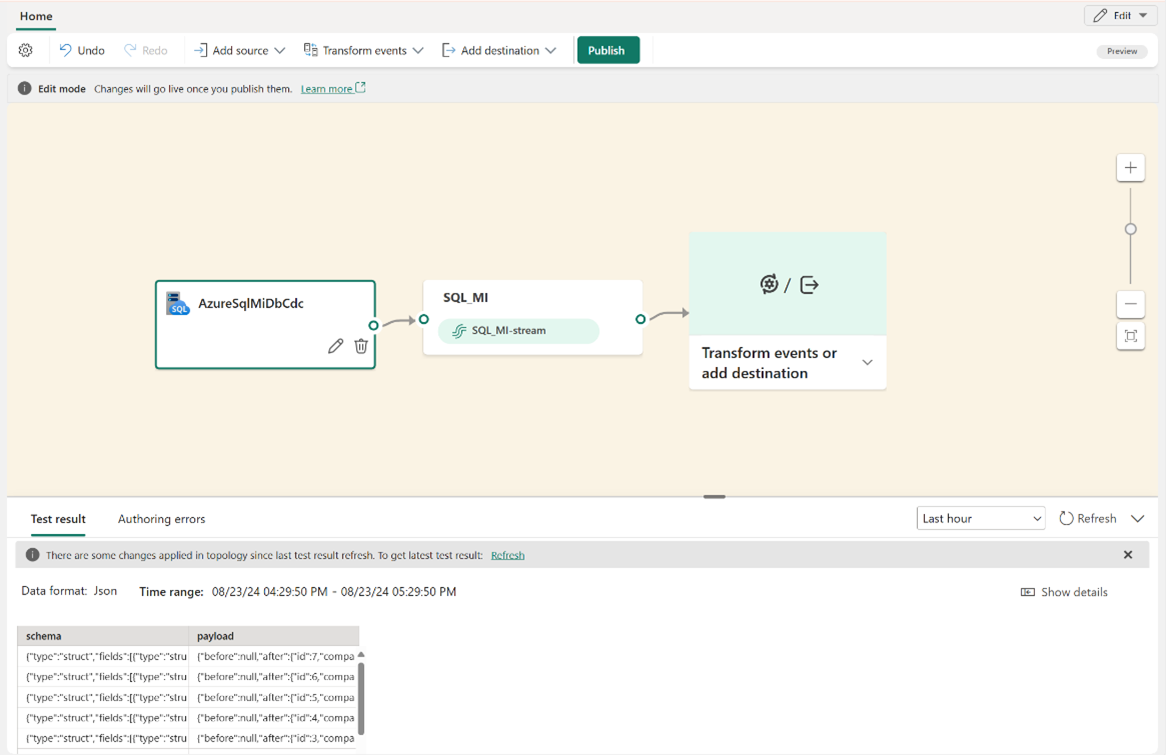 Home
Edit
Undo
Redo
Add source
Transform events
Add destination
Publish
Preview
Edit mode Changes will go live once you publish them. Learn more
SQL
AzureSqlMiDbCdc
SQL_MI
SQL_MI-stream
/
Transform events or
add destination
Test result
Authoring errors
Last hour
Refresh
There are some changes applied in topology since last test result refresh. To get latest test result: Refresh
Data format: Json Time range: 08/23/24 04:29:50 PM - 08/23/24 05:29:50 PM
Show details
schema payload
{"type":"struct","fields":[{"type":"stru {"before":null,"after":{"id":7,"compa
{"type":"struct","fields":[{"type":"stru {"before":null,"after":{"id":6,"compa
{"type":"struct","fields":[{"type":"stru {"before":null,"after":{"id":5,"compa
{"type":"struct","fields":[{"type":"stru {"before":null,"after":{"id":4,"compa
{"type":"struct","fields":[{"type":"stru {"before":null,"after":{"id":3,"compa